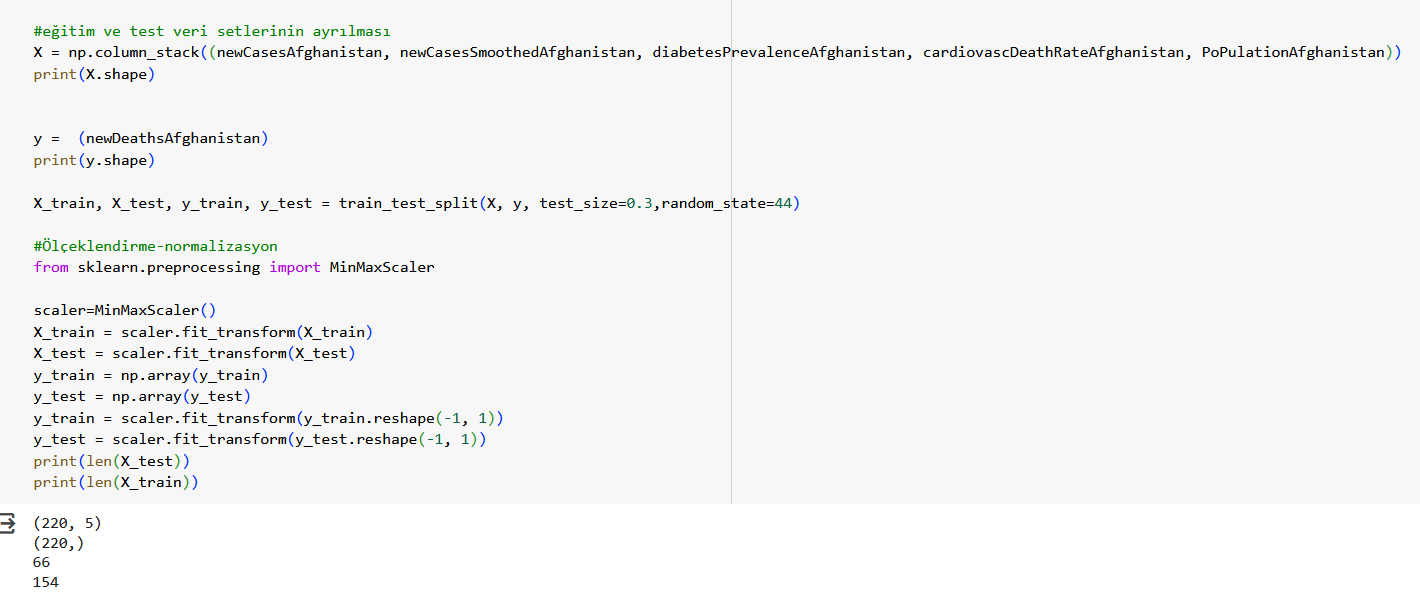 #eğitim ve test veri setlerinin ayrılması
X = np.column_stack((newCasesAfghanistan, newCasesSmoothedAfghanistan, diabetesPrevalenceAfghanistan, cardiovascDeathRateAfghanistan, PoPulationAfghanistan))
print(X.shape)
y =  (newDeathsAfghanistan)
print(y.shape)
X_train, X_test, y_train, y_test = train_test_split(X, y, test_size=0.3,random_state=44)
#Ölçeklendirme-normalizasyon
from sklearn.preprocessing import MinMaxScaler
scaler=MinMaxScaler()
X_train = scaler.fit_transform(X_train)
X_test = scaler.fit_transform(X_test)
y_train = np.array(y_train)
y_test = np.array(y_test)
y_train = scaler.fit_transform(y_train.reshape(-1, 1))
y_test = scaler.fit_transform(y_test.reshape(-1, 1))
print(len(X_test))
print(len(X_train))
(220, 5)
(220,)
66
154